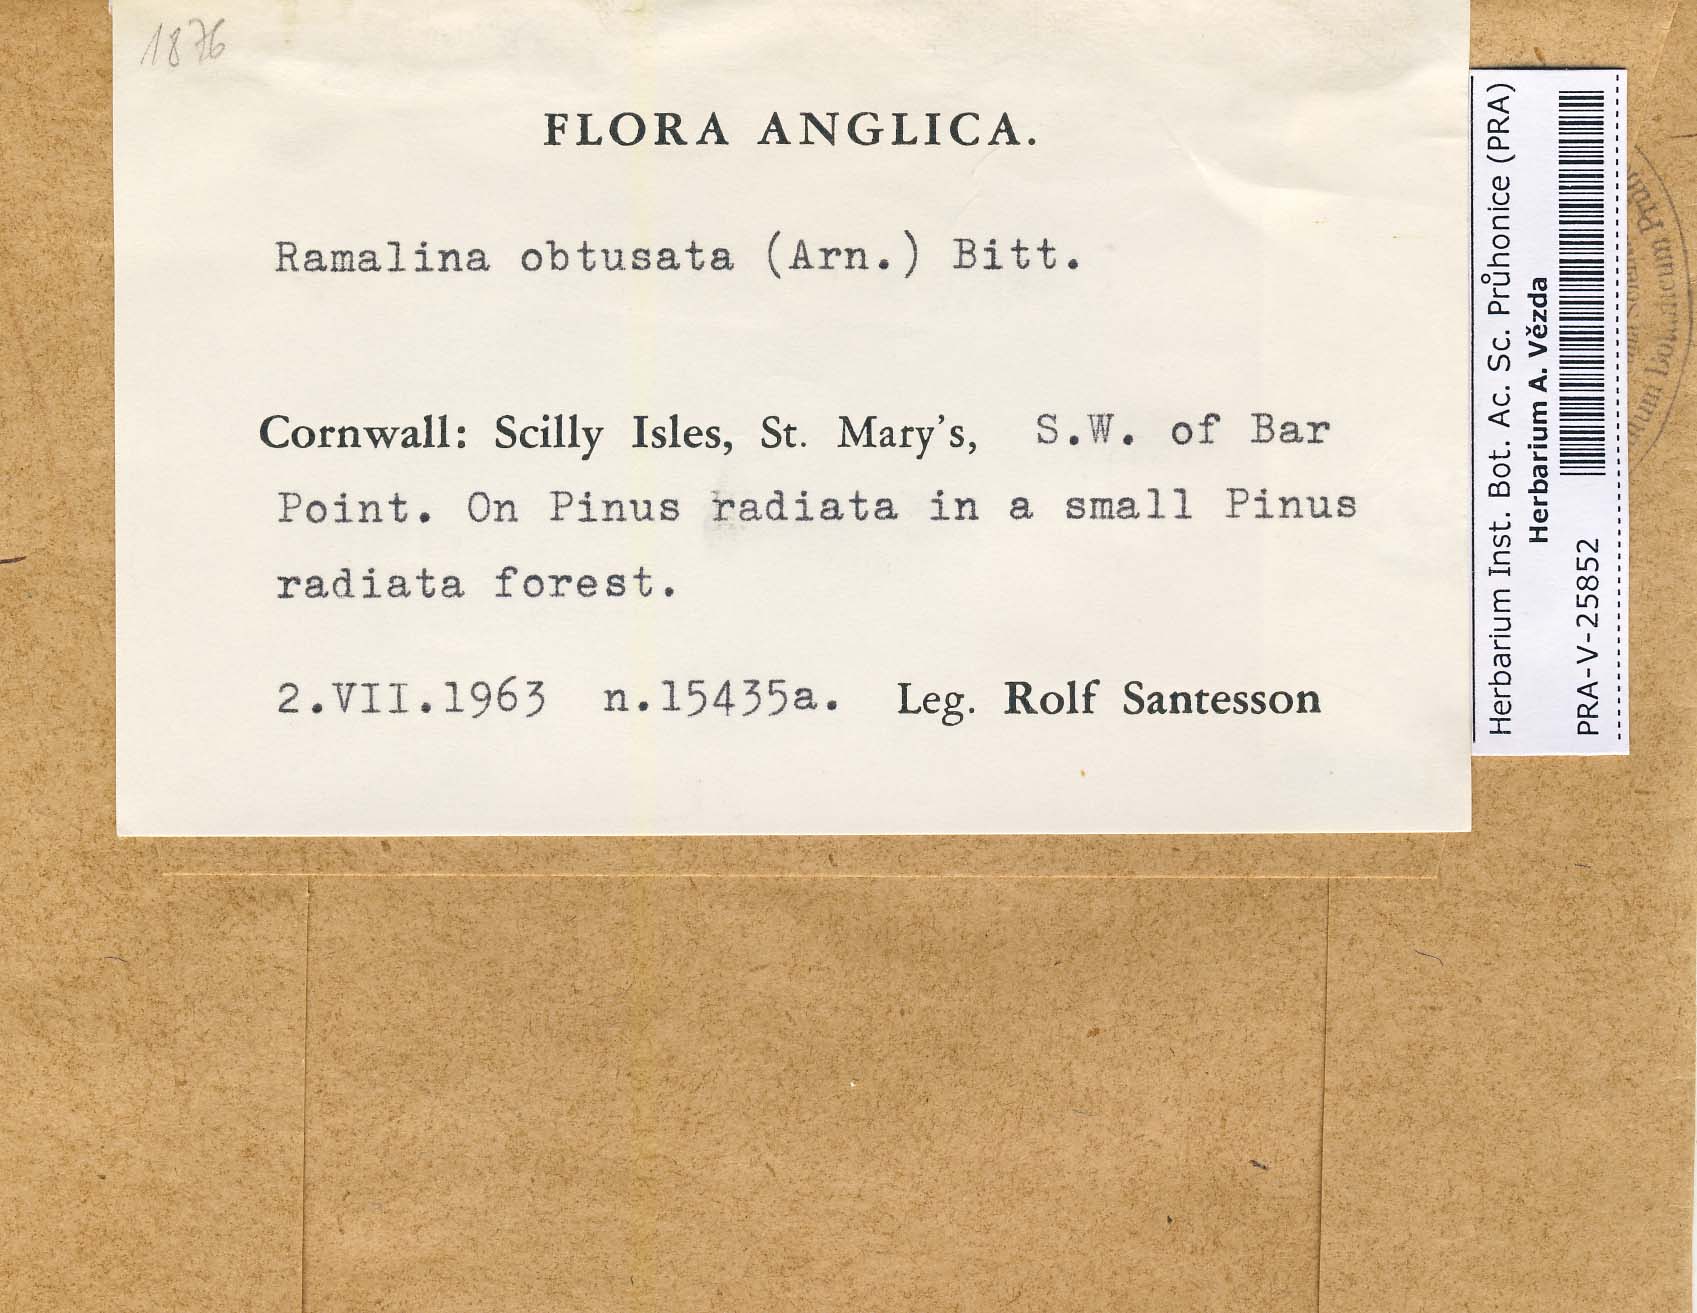 1876
FLORA ANGLICA.
Ramalina obtusata (Arn.) Bitt.
Cornwall: Scilly Isles, St. Mary's, S.W. of Bar
Point. On Pinus radiata in a small Pinus
radiata forest.
2.VII.1963 n.15435a. Leg. Rolf Santesson
Herbarium Inst. Bot. Ac. Sc. Průhonice (PRA)
Herbarium A. Vězda
PRA-V-25852